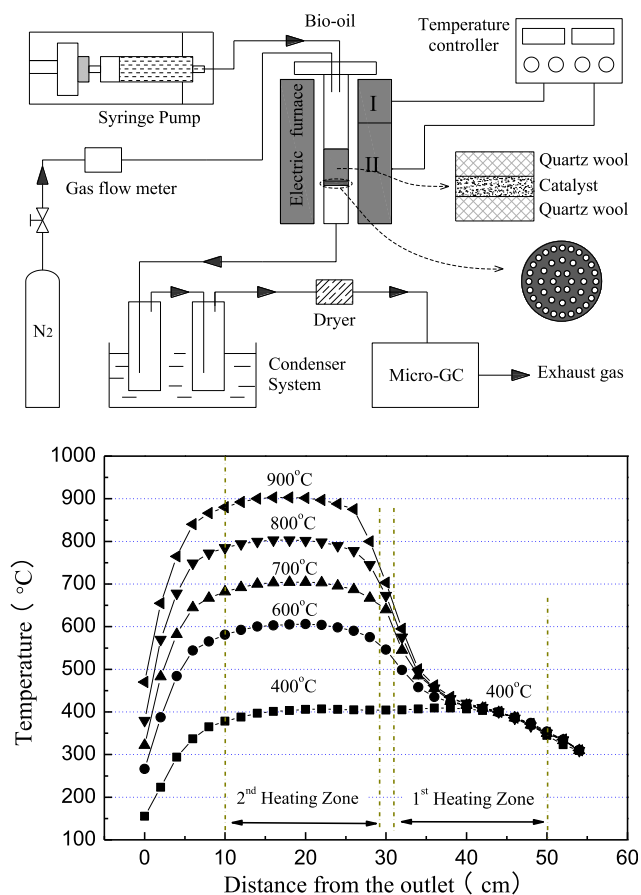 Bio-oil
Temperature
controller
Syringe Pump
Electric furnace
I
II
Gas flow meter
Quartz wool
Catalyst
Quartz wool
N2
Dryer
Condenser
System
Micro-GC
Exhaust gas
1000
900
800
700
600
500
400
300
200
100
Temperature ( °C)
900°C
800°C
700°C
600°C
400°C
400°C
2nd Heating Zone
1st Heating Zone
0 10 20 30 40 50 60
Distance from the outlet ( cm )